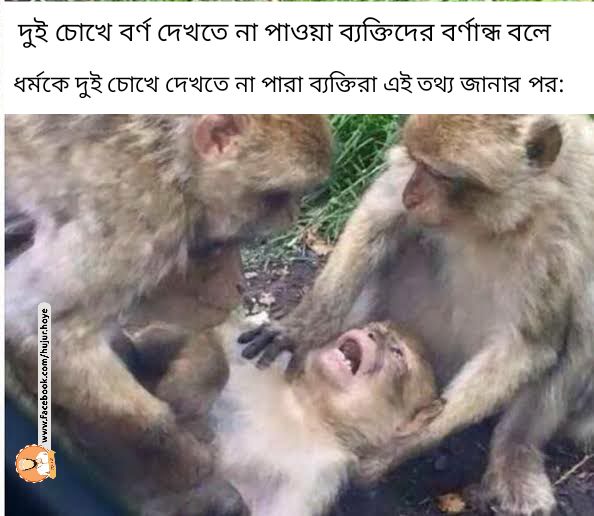 দুই চোখে বর্ণ দেখতে না পাওয়া ব্যক্তিদের বর্ণান্ধ বলে
ধর্মকে দুই চোখে দেখতে না পারা ব্যক্তিরা এই তথ্য জানার পর:
www.facebook.com/hujur.hoye